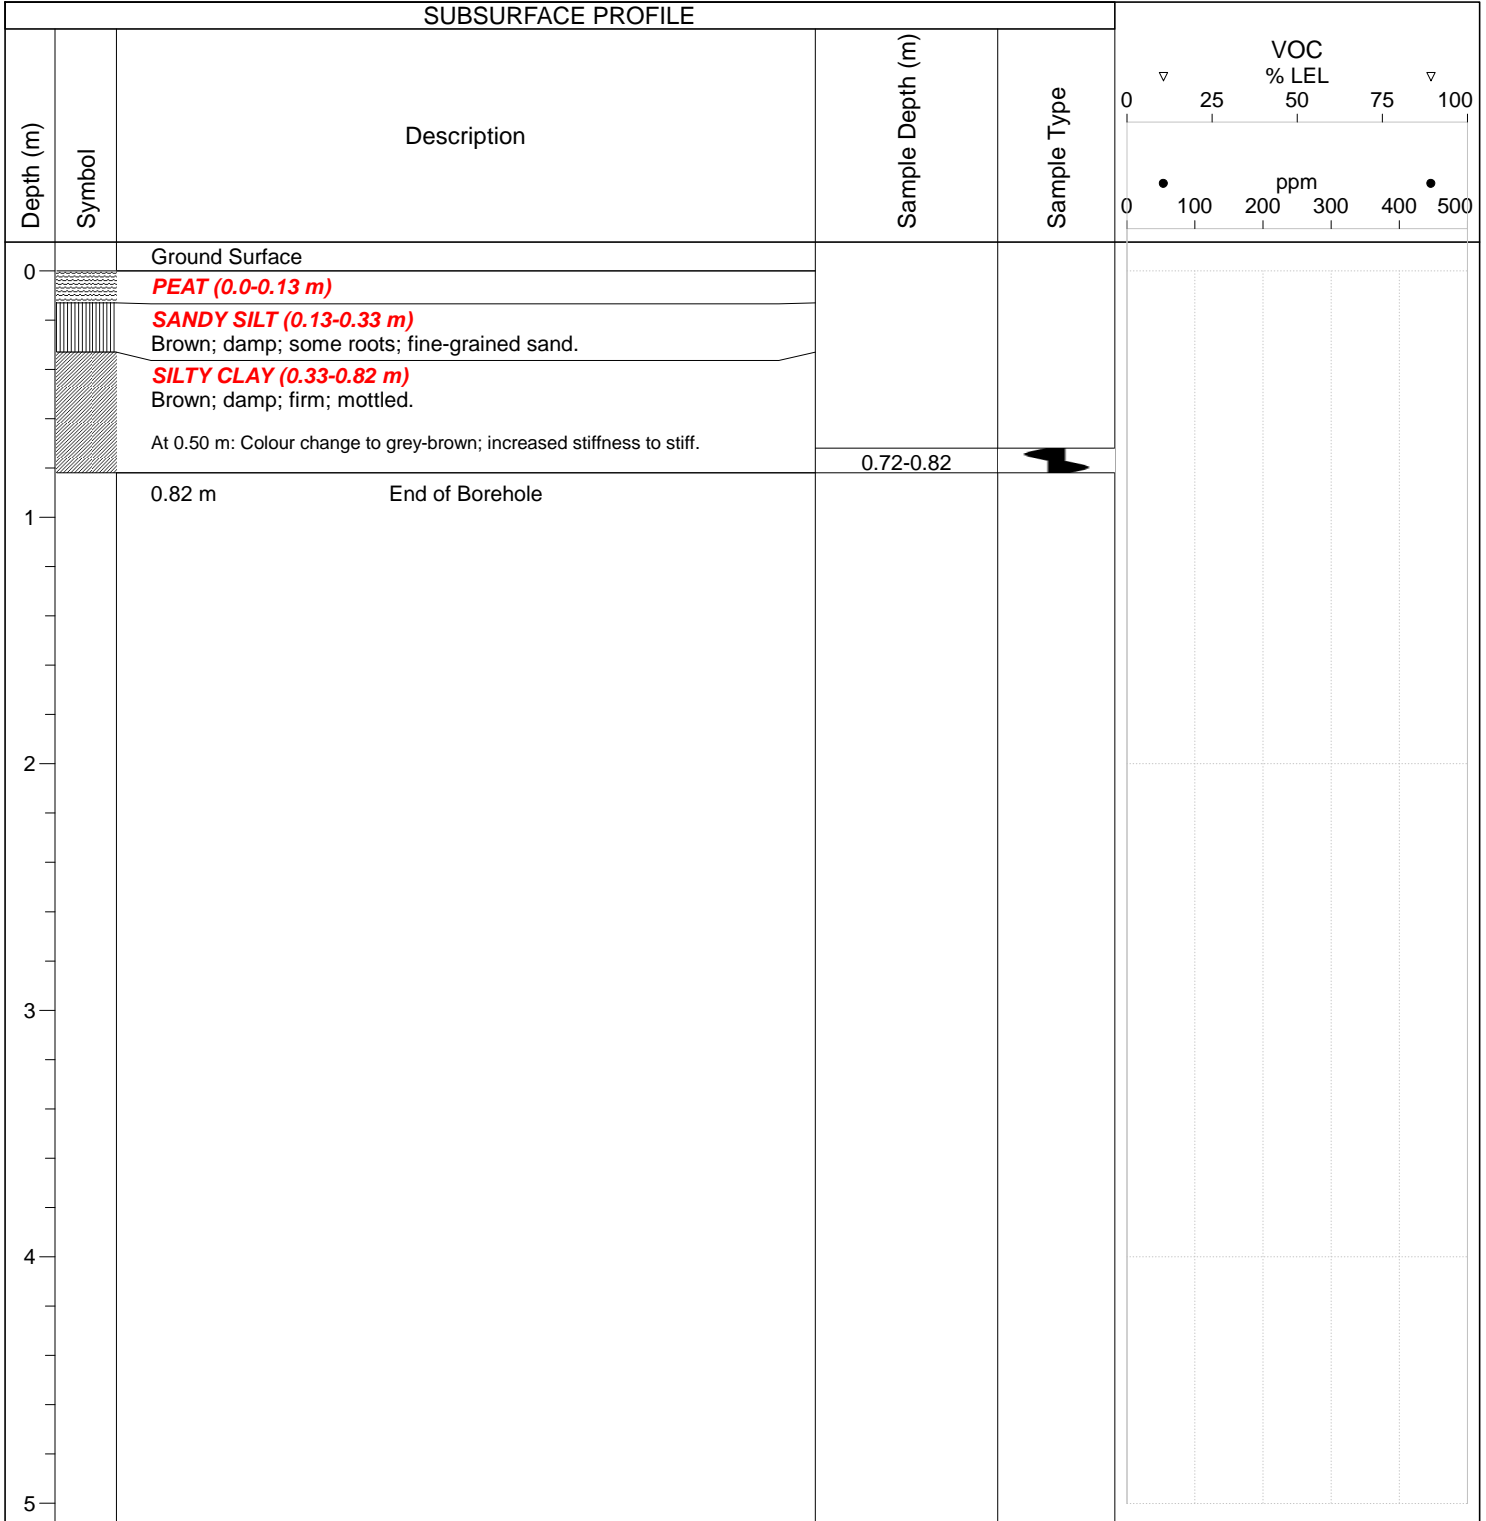 SUBSURFACE PROFILE
Depth (m)
Symbol
Description
Sample Depth (m)
Sample Type
VOC
% LEL
0 25 50 75 100
ppm
0 100 200 300 400 500
Ground Surface
0
PEAT (0.0-0.13 m)
SANDY SILT (0.13-0.33 m)
Brown; damp; some roots; fine-grained sand.
SILTY CLAY (0.33-0.82 m)
Brown; damp; firm; mottled.
At 0.50 m: Colour change to grey-brown; increased stiffness to stiff.
0.72-0.82
0.82 m End of Borehole
1
2
3
4
5